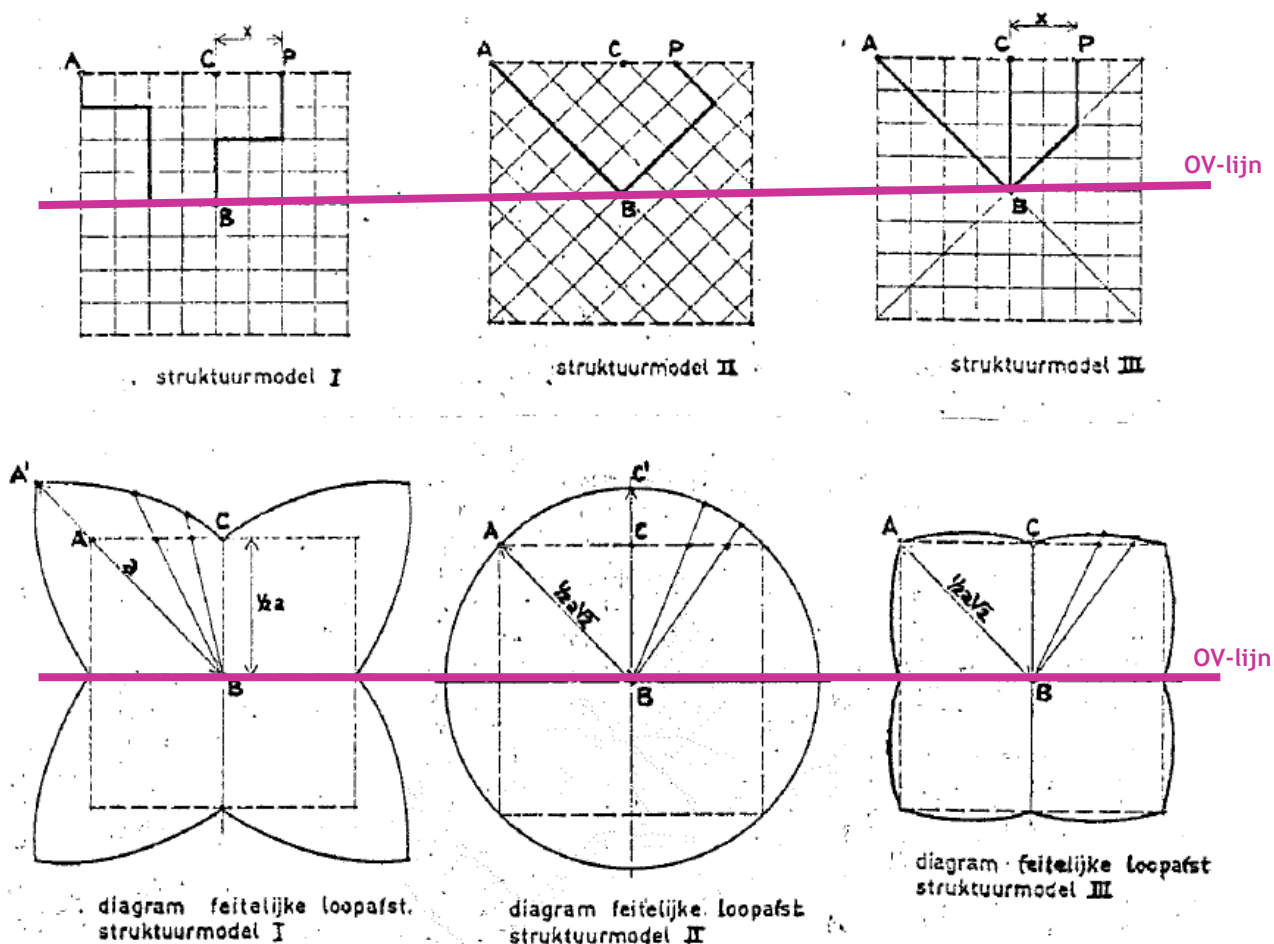 x
A
C
P
B
struktuurmodel I
A
C
P
B
struktuurmodel II
x
A
C
P
B
struktuurmodel III
OV-lijn
A'
A
C
a
½a
B
diagram feitelijke loopafst.
struktuurmodel I
C'
A
C
½a√2
B
diagram feitelijke loopafst
struktuurmodel II
A
C
½a√2
B
OV-lijn
diagram feitelijke loopafst
struktuurmodel III